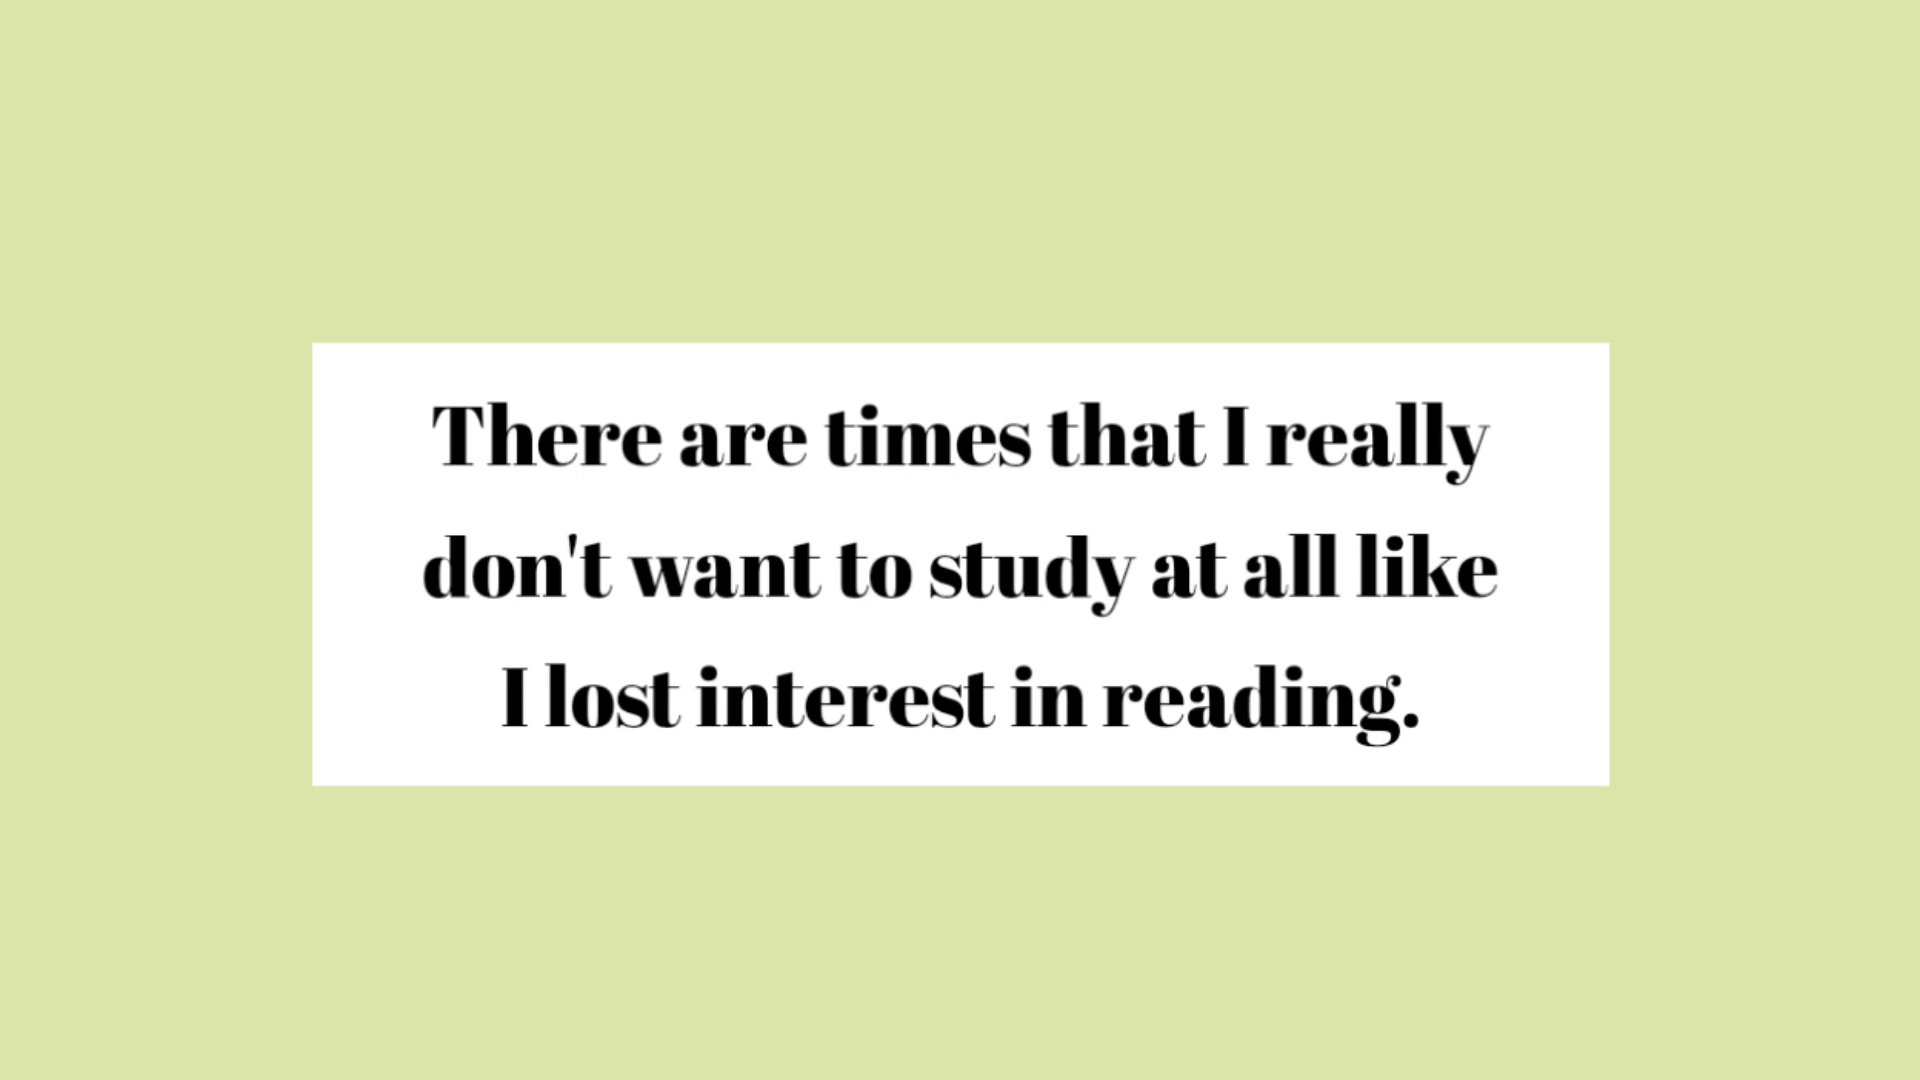 There are times that I really
don't want to study at all like
I lost interest in reading.